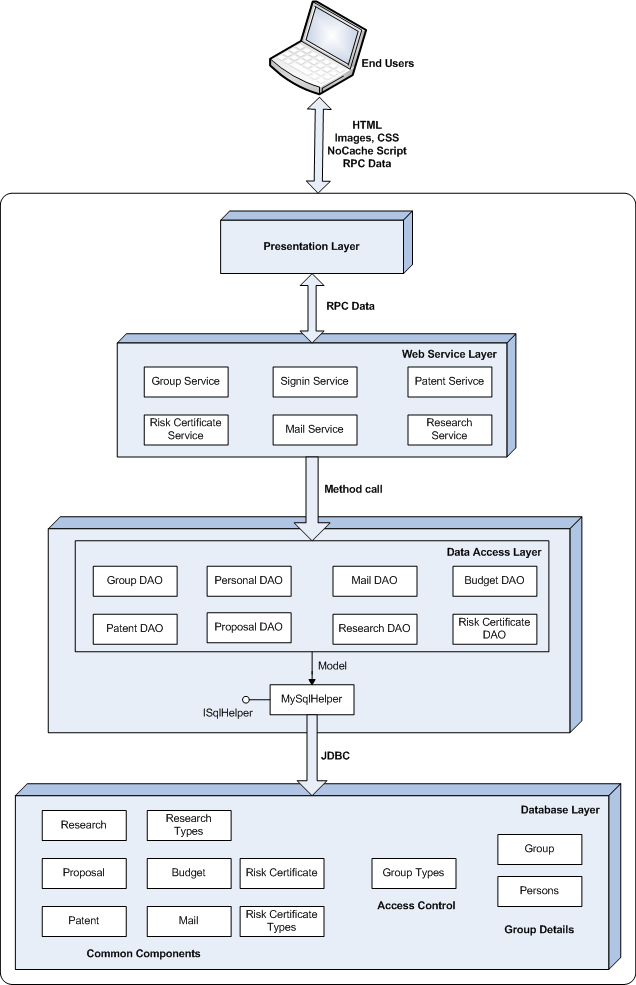 End Users
HTML
Images, CSS
NoCache Script
RPC Data
Presentation Layer
RPC Data
Web Service Layer
Group Service
Signin Service
Patent Serivce
Risk Certificate
Service
Mail Service
Research
Service
Method call
Data Access Layer
Group DAO
Personal DAO
Mail DAO
Budget DAO
Patent DAO
Proposal DAO
Research DAO
Risk Certificate
DAO
Model
MySqlHelper
ISqlHelper
JDBC
Database Layer
Research
Research
Types
Proposal
Budget
Risk Certificate
Patent
Mail
Risk Certificate
Types
Common Components
Group Types
Access Control
Group
Persons
Group Details